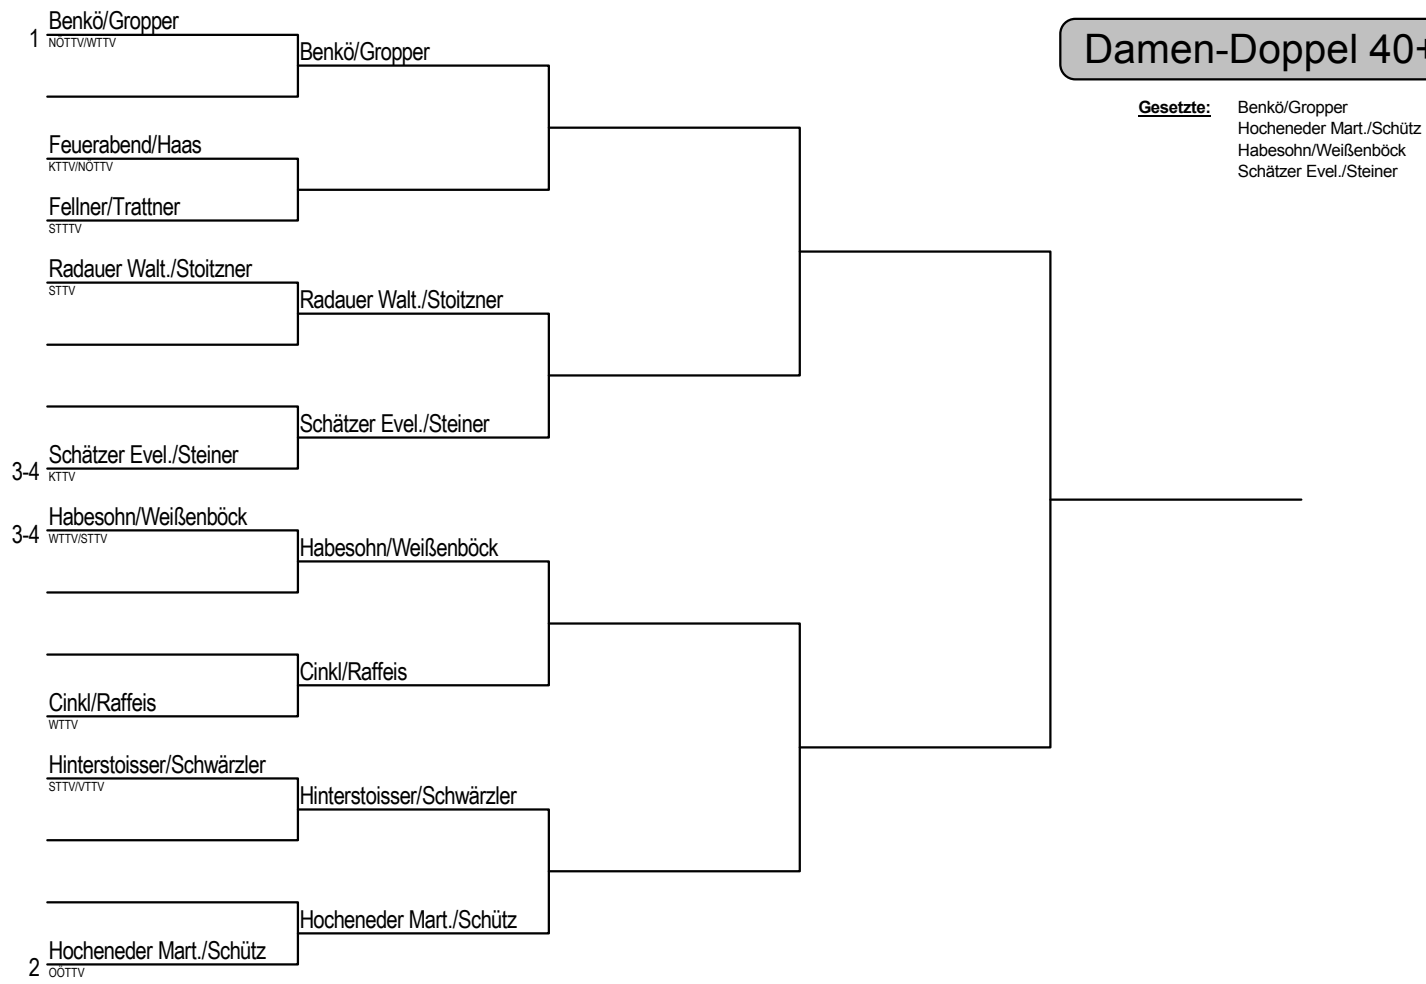 Damen-Doppel 40+
Gesetzte: Benkö/Gropper
Hocheneder Mart./Schütz
Habesohn/Weißenböck
Schätzer Evel./Steiner
1 Benkö/Gropper
NÖTTV/WTTV
Benkö/Gropper
Feuerabend/Haas
KTTV/NÖTTV
Fellner/Trattner
STTTV
Radauer Walt./Stoitzner
STTV
Radauer Walt./Stoitzner
Schätzer Evel./Steiner
3-4 Schätzer Evel./Steiner
KTTV
3-4 Habesohn/Weißenböck
WTTV/STTV
Habesohn/Weißenböck
Cinkl/Raffeis
Cinkl/Raffeis
WTTV
Hinterstoisser/Schwärzler
STTV/VTTV
Hinterstoisser/Schwärzler
Hocheneder Mart./Schütz
2 Hocheneder Mart./Schütz
OÖTTV